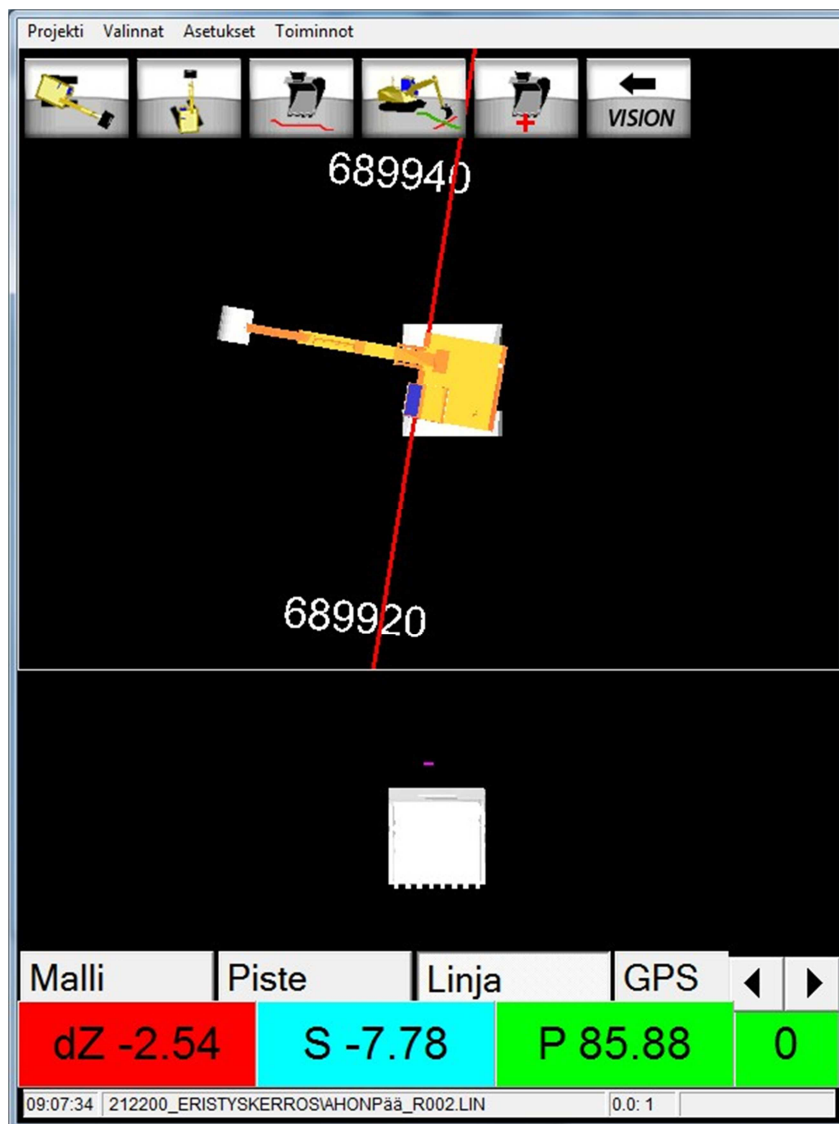 Projekti Valinnat Asetukset Toiminnot
VISION
689940
689920
Malli Piste Linja GPS
dZ -2.54 S -7.78 P 85.88 0
09:07:34 212200_ERISTYSKERROS\AHONPää_R002.LIN 0.0: 1